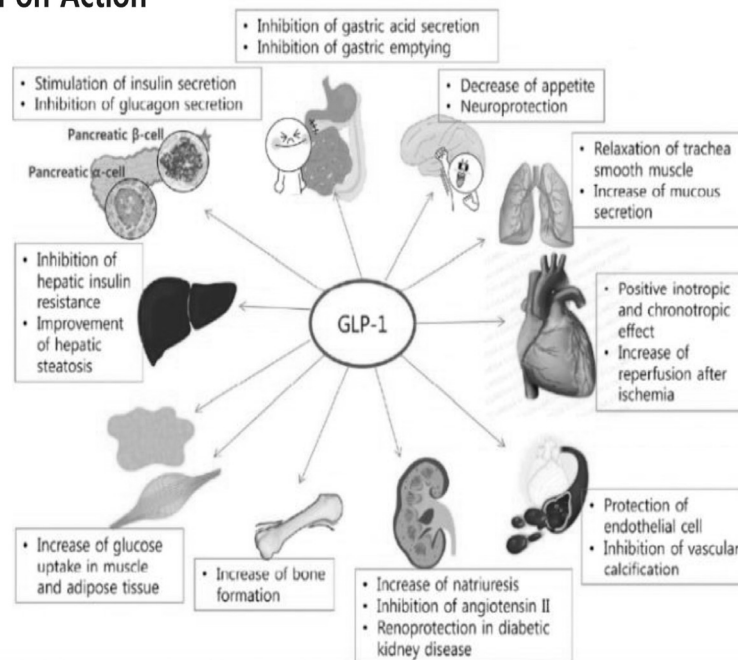 on Action
• Inhibition of gastric acid secretion
• Inhibition of gastric emptying
• Stimulation of insulin secretion
• Inhibition of glucagon secretion
• Decrease of appetite
• Neuroprotection
Pancreatic β-cell
Pancreatic α-cell
• Relaxation of trachea
smooth muscle
• Increase of mucous
secretion
• Inhibition of
hepatic insulin
resistance
• Improvement
of hepatic
steatosis
GLP-1
• Positive inotropic
and chronotropic
effect
• Increase of
reperfusion after
ischemia
• Protection of
endothelial cell
• Inhibition of vascular
calcification
• Increase of glucose
uptake in muscle
and adipose tissue
• Increase of bone
formation
• Increase of natriuresis
• Inhibition of angiotensin II
• Renoprotection in diabetic
kidney disease